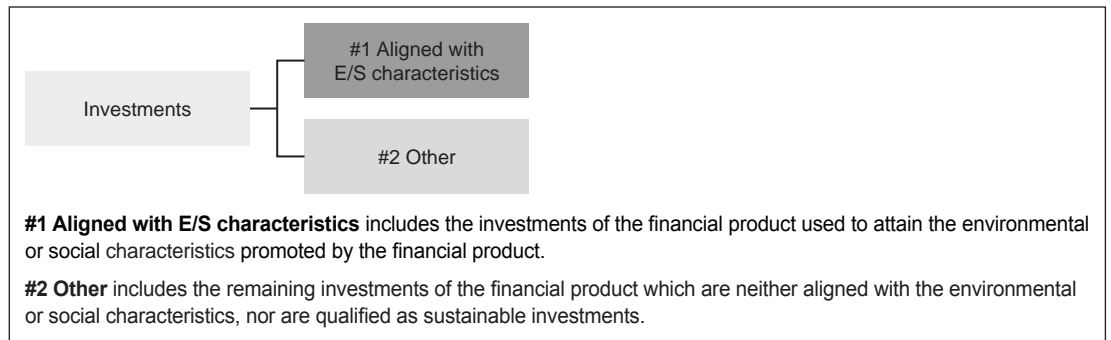 #1 Aligned with
E/S characteristics
Investments
#2 Other
#1 Aligned with E/S characteristics includes the investments of the financial product used to attain the environmental
or social characteristics promoted by the financial product.
#2 Other includes the remaining investments of the financial product which are neither aligned with the environmental
or social characteristics, nor are qualified as sustainable investments.